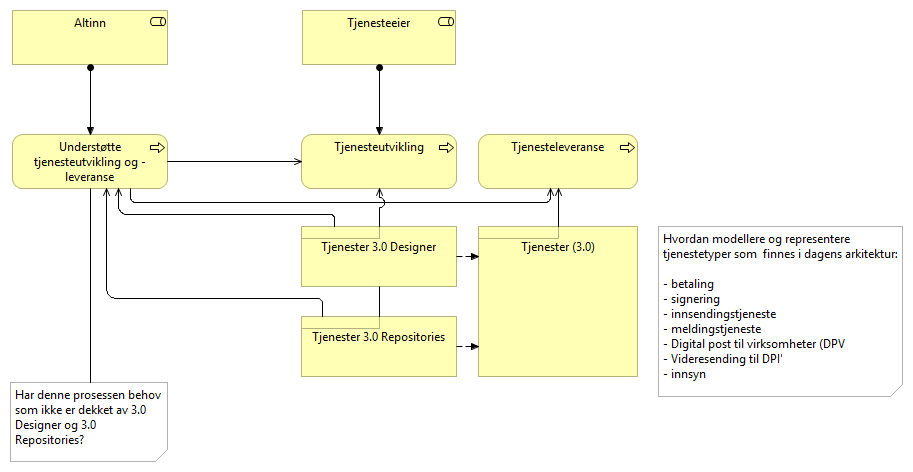 Altinn
Tjenesteeier
Understøtte
tjenesteutvikling og -
leveranse
Tjenesteutvikling
Tjenesteleveranse
Tjenester 3.0 Designer
Tjenester (3.0)
Tjenester 3.0 Repositories
Hvordan modellere og representere
tjenestetyper som  finnes i dagens arkitektur:
- betaling
- signering
- innsendingstjeneste
- meldingstjeneste
- Digital post til virksomheter (DPV
- Videresending til DPI'
- innsyn
Har denne prosessen behov
som ikke er dekket av 3.0
Designer og 3.0
Repositories?